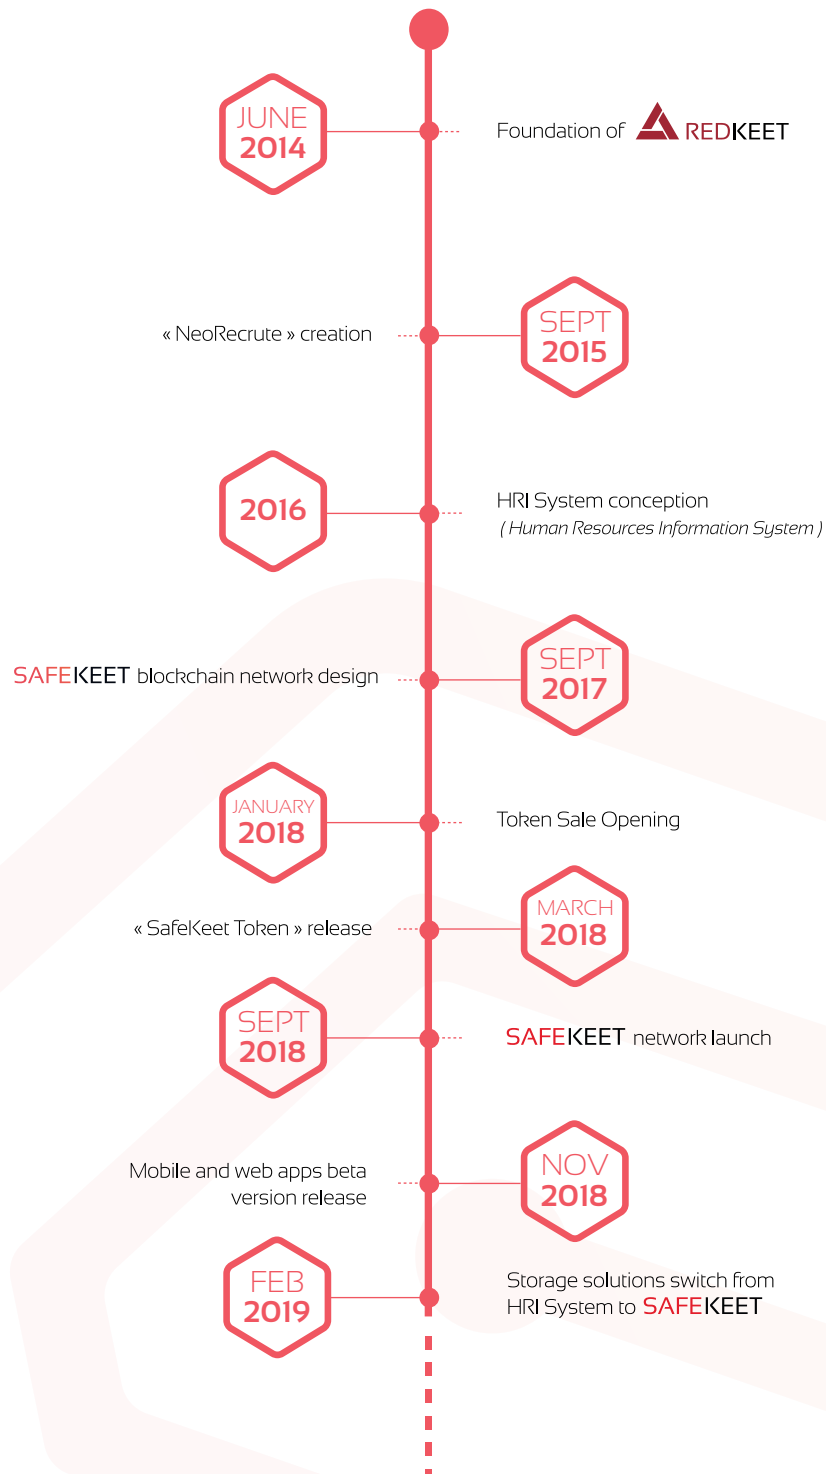 JUNE
2014
Foundation of REDKEET
« NeoRecrute » creation
SEPT
2015
2016
HRI System conception
( Human Resources Information System )
SAFEKEET blockchain network design
SEPT
2017
JANUARY
2018
Token Sale Opening
« SafeKeet Token » release
MARCH
2018
SEPT
2018
SAFEKEET network launch
Mobile and web apps beta
version release
NOV
2018
FEB
2019
Storage solutions switch from
HRI System to SAFEKEET